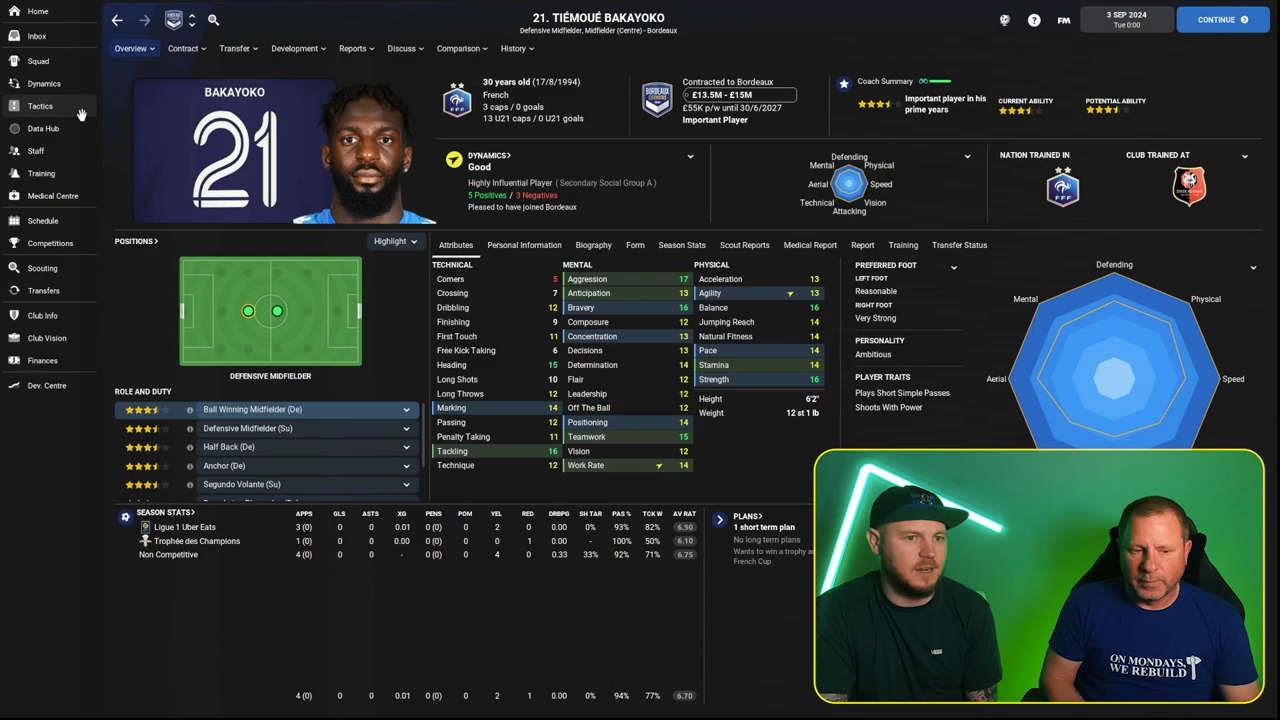 Home
21. TIÉMOUÉ BAKAYOKO
Defensive Midfielder, Midfielder (Centre) - Bordeaux
FM
3 SEP 2024
Tue 0:00
CONTINUE
Inbox
Squad
Dynamics
Tactics
Data Hub
Staff
Training
Medical Centre
Schedule
Competitions
Scouting
Transfers
Club Info
Club Vision
Finances
Dev. Centre
Overview
Contract
Transfer
Development
Reports
Discuss
Comparison
History
BAKAYOKO
21
30 years old (17/8/1994)
French
3 caps / 0 goals
13 U21 caps / 0 U21 goals
FFF
BORDEAUX
Contracted to Bordeaux
£13.5M - £15M
£55K p/w until 30/6/2027
Important Player
Coach Summary
Important player in his
prime years
CURRENT ABILITY
POTENTIAL ABILITY
DYNAMICS>
Good
Highly Influential Player ( Secondary Social Group A )
5 Positives / 3 Negatives
Pleased to have joined Bordeaux
Defending
Mental
Physical
Aerial
Speed
Technical
Vision
Attacking
NATION TRAINED IN
FFF
CLUB TRAINED AT
POSITIONS >
Highlight
DEFENSIVE MIDFIELDER
ROLE AND DUTY
Ball Winning Midfielder (De)
Defensive Midfielder (Su)
Half Back (De)
Anchor (De)
Segundo Volante (Su)
Attributes
Personal Information
Biography
Form
Season Stats
Scout Reports
Medical Report
Report
Training
Transfer Status
TECHNICAL
Corners 5
Crossing 7
Dribbling 12
Finishing 9
First Touch 11
Free Kick Taking 6
Heading 15
Long Shots 10
Long Throws 12
Marking 14
Passing 12
Penalty Taking 11
Tackling 16
Technique 12
MENTAL
Aggression 17
Anticipation 13
Bravery 16
Composure 12
Concentration 13
Decisions 13
Determination 14
Flair 12
Leadership 12
Off The Ball 12
Positioning 14
Teamwork 15
Vision 12
Work Rate 14
PHYSICAL
Acceleration 13
Agility 13
Balance 16
Jumping Reach 14
Natural Fitness 14
Pace 14
Stamina 14
Strength 16
Height 6'2"
Weight 12 st 1 lb
PREFERRED FOOT
LEFT FOOT
Reasonable
RIGHT FOOT
Very Strong
PERSONALITY
Ambitious
PLAYER TRAITS
Plays Short Simple Passes
Shoots With Power
Defending
Mental
Physical
Aerial
Speed
SEASON STATS> APPS GLS ASTS XG PENS POM YEL RED DRBPG SH TAR PAS % TCK W AV RAT
Ligue 1 Uber Eats 3 (0) 0 0 0.01 0 (0) 0 2 0 0.00 0% 93% 82% 6.90
Trophée des Champions 1 (0) 0 0 0.00 0 (0) 0 0 1 0.00 - 100% 50% 6.10
Non Competitive 4 (0) 0 0 - 0 (0) 0 4 0 0.33 33% 92% 71% 6.75
4 (0) 0 0 0.01 0 (0) 0 2 1 0.00 0% 94% 77% 6.70
PLANS>
1 short term plan
No long term plans
Wants to win a trophy
French Cup
ON MONDAYS,
WE REBUILD